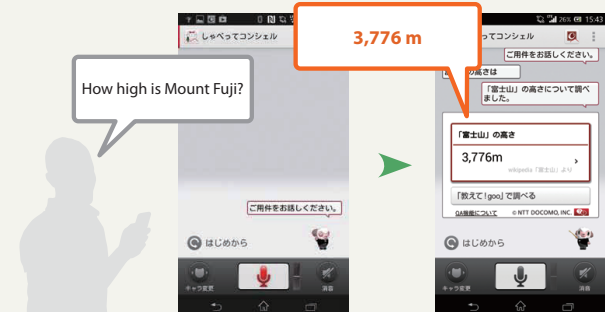 How high is Mount Fuji?
しゃべってコンシェル
ご用件をお話しください。
はじめから
キャラ変更
消音
3,776 m
26% 15:43
ってコンシェル
ご用件をお話しください。
の高さは
「富士山」の高さについて調べ
ました。
「富士山」の高さ
3,776m
wikipedia「富士山」より
「教えて!goo」で調べる
QA機能について © NTT DOCOMO, INC.
はじめから
キャラ変更
消音